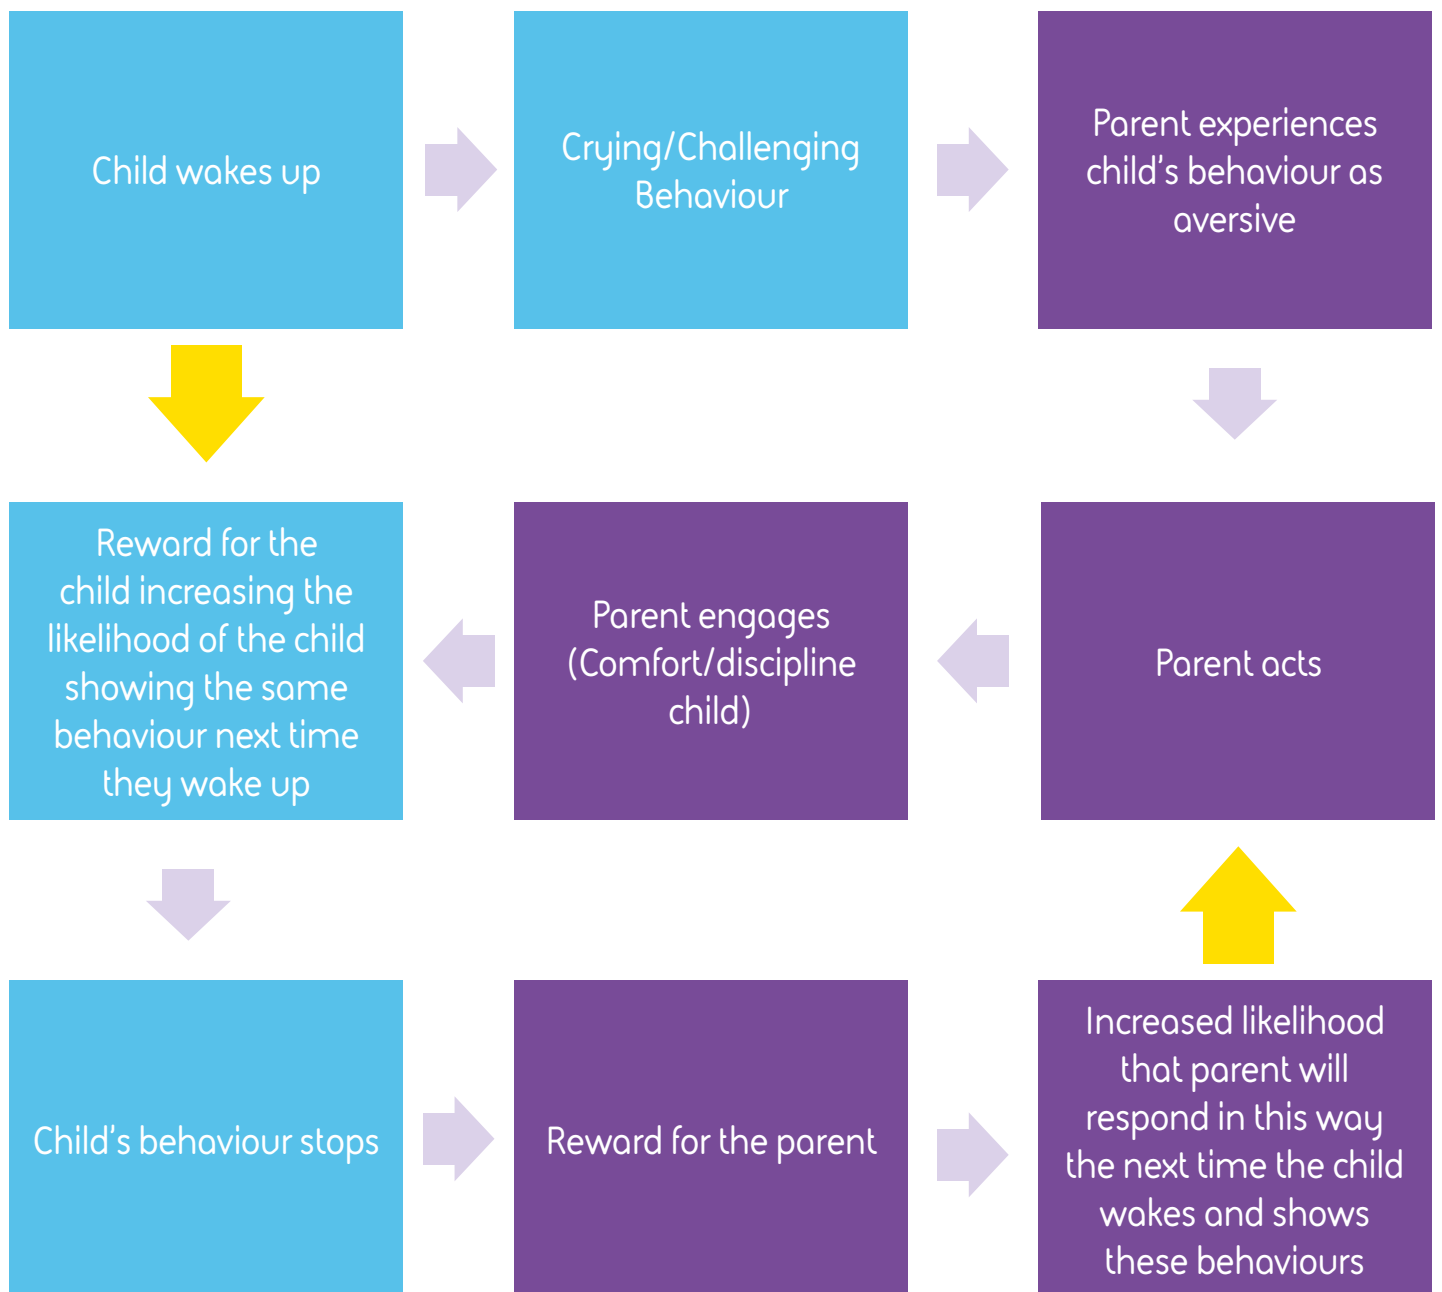 Child wakes up
Crying/Challenging
Behaviour
Parent experiences
child's behaviour as
aversive
Reward for the
child increasing the
likelihood of the child
showing the same
behaviour next time
they wake up
Parent engages
(Comfort/discipline
child)
Parent acts
Child's behaviour stops
Reward for the parent
Increased likelihood
that parent will
respond in this way
the next time the child
wakes and shows
these behaviours